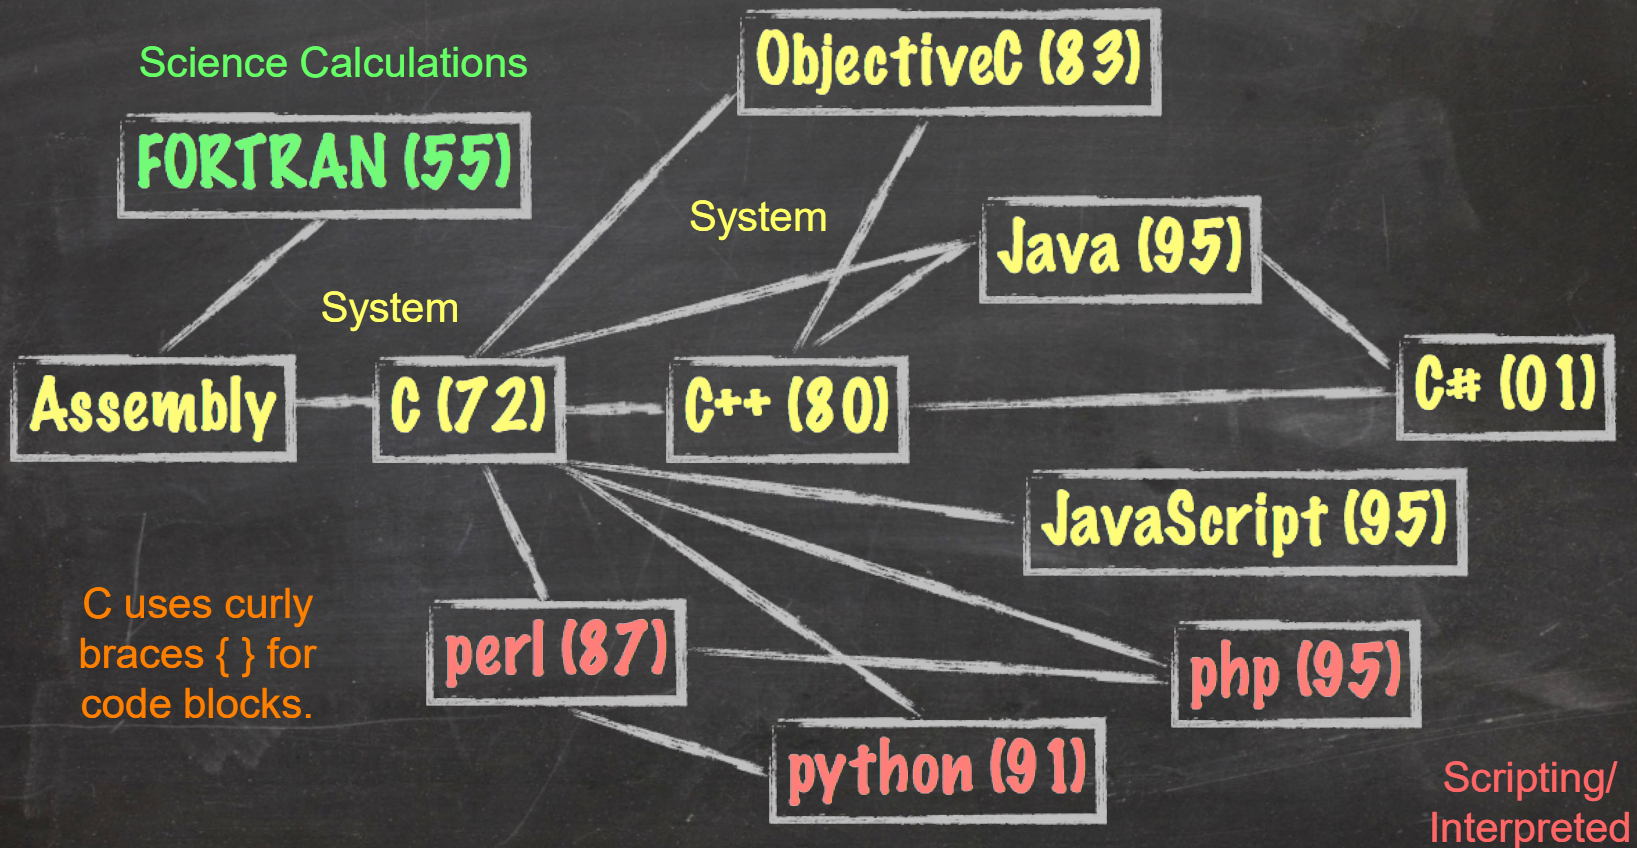 Science Calculations
ObjectiveC (83)
FORTRAN (55)
System
Java (95)
System
Assembly
C (72)
C++ (80)
C# (01)
JavaScript (95)
C uses curly
braces { } for
code blocks.
perl (87)
php (95)
python (91)
Scripting/
Interpreted